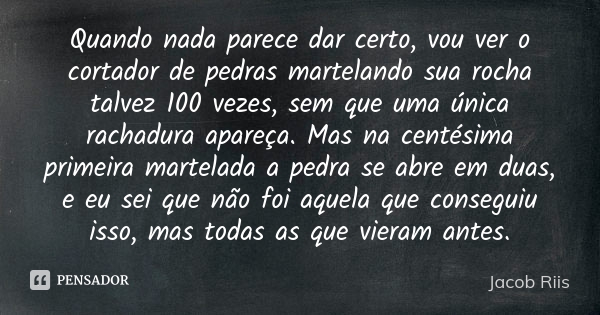 Quando nada parece dar certo, vou ver o
cortador de pedras martelando sua rocha
talvez 100 vezes, sem que uma única
rachadura apareça. Mas na centésima
primeira martelada a pedra se abre em duas,
e eu sei que não foi aquela que conseguiu
isso, mas todas as que vieram antes.
PENSADOR
Jacob Riis